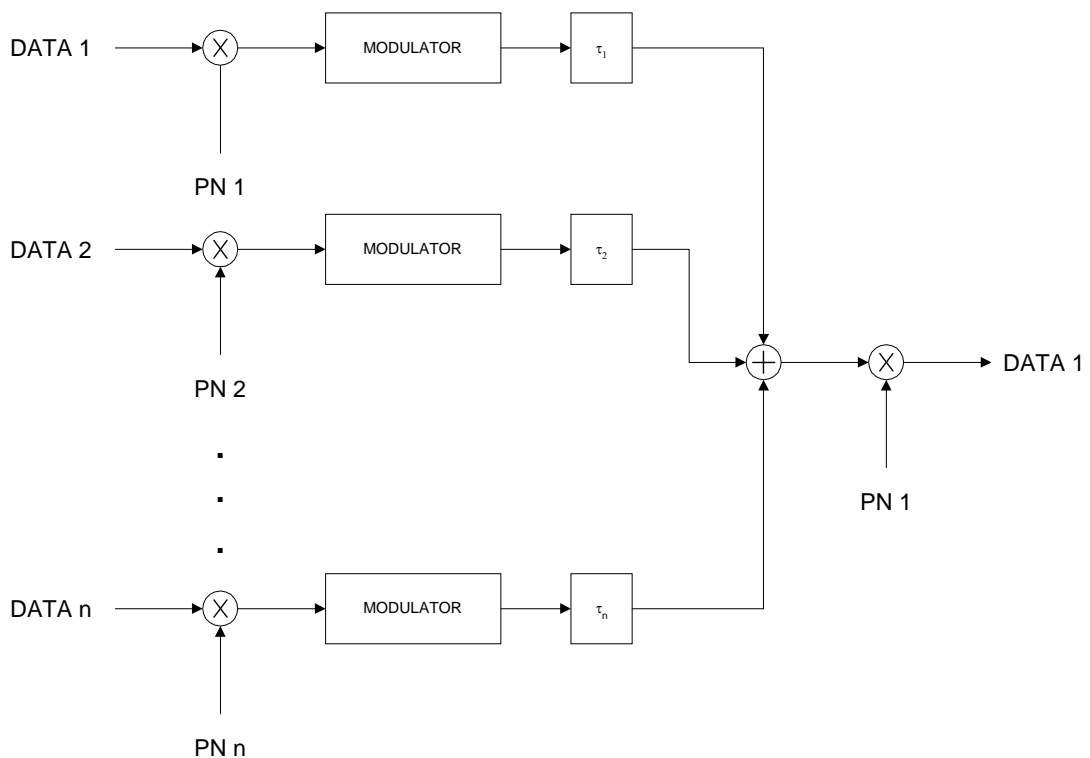 DATA 1
MODULATOR
τ1
PN 1
DATA 2
MODULATOR
τ2
PN 2
DATA 1
PN 1
DATA n
MODULATOR
τn
PN n